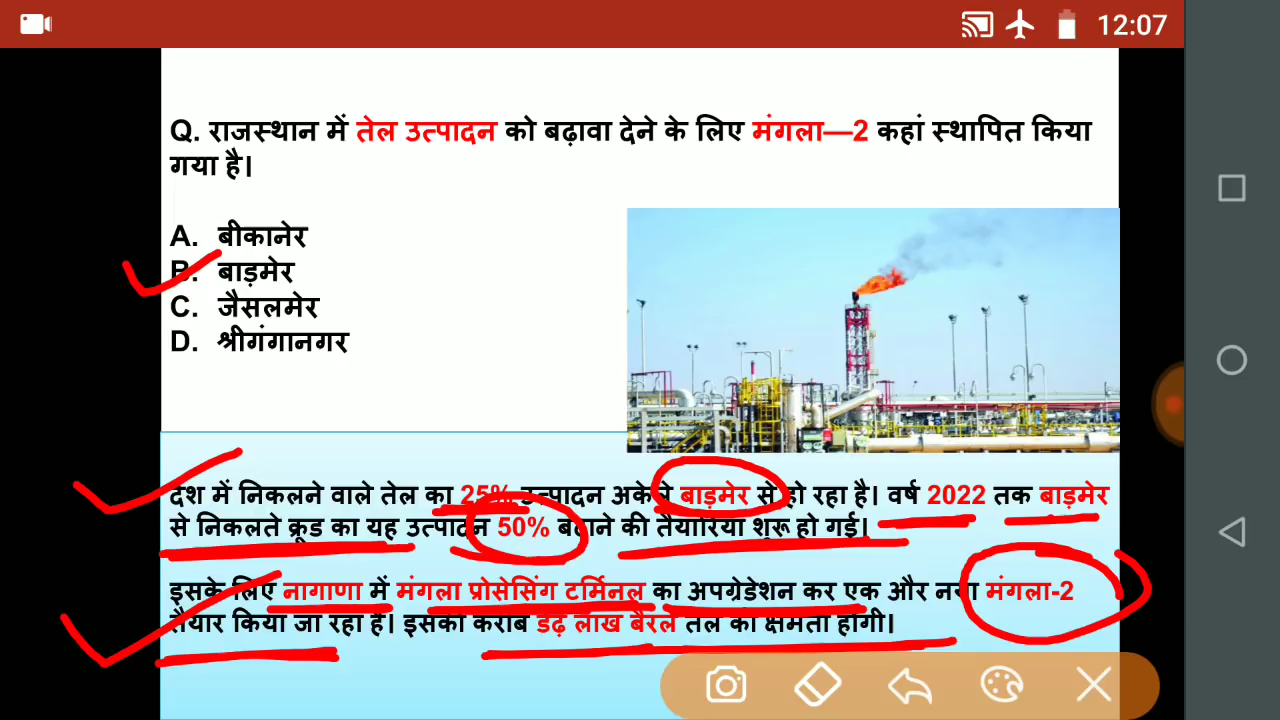 12:07
Q. राजस्थान में तेल उत्पादन को बढ़ावा देने के लिए मंगला—2 कहां स्थापित किया
गया है।
A. बीकानेर
B. बाड़मेर
C. जैसलमेर
D. श्रीगंगानगर
देश में निकलने वाले तेल का 25% उत्पादन अकेले बाड़मेर से हो रहा है। वर्ष 2022 तक बाड़मेर
से निकलते क्रूड का यह उत्पादन 50% बढ़ाने की तैयारियां शुरू हो गई।
इसके लिए नागाणा में मंगला प्रोसेसिंग टर्मिनल का अपग्रेडेशन कर एक और नया मंगला-2
तैयार किया जा रहा है। इसकी करीब डेढ़ लाख बैरल तेल की क्षमता होगी।